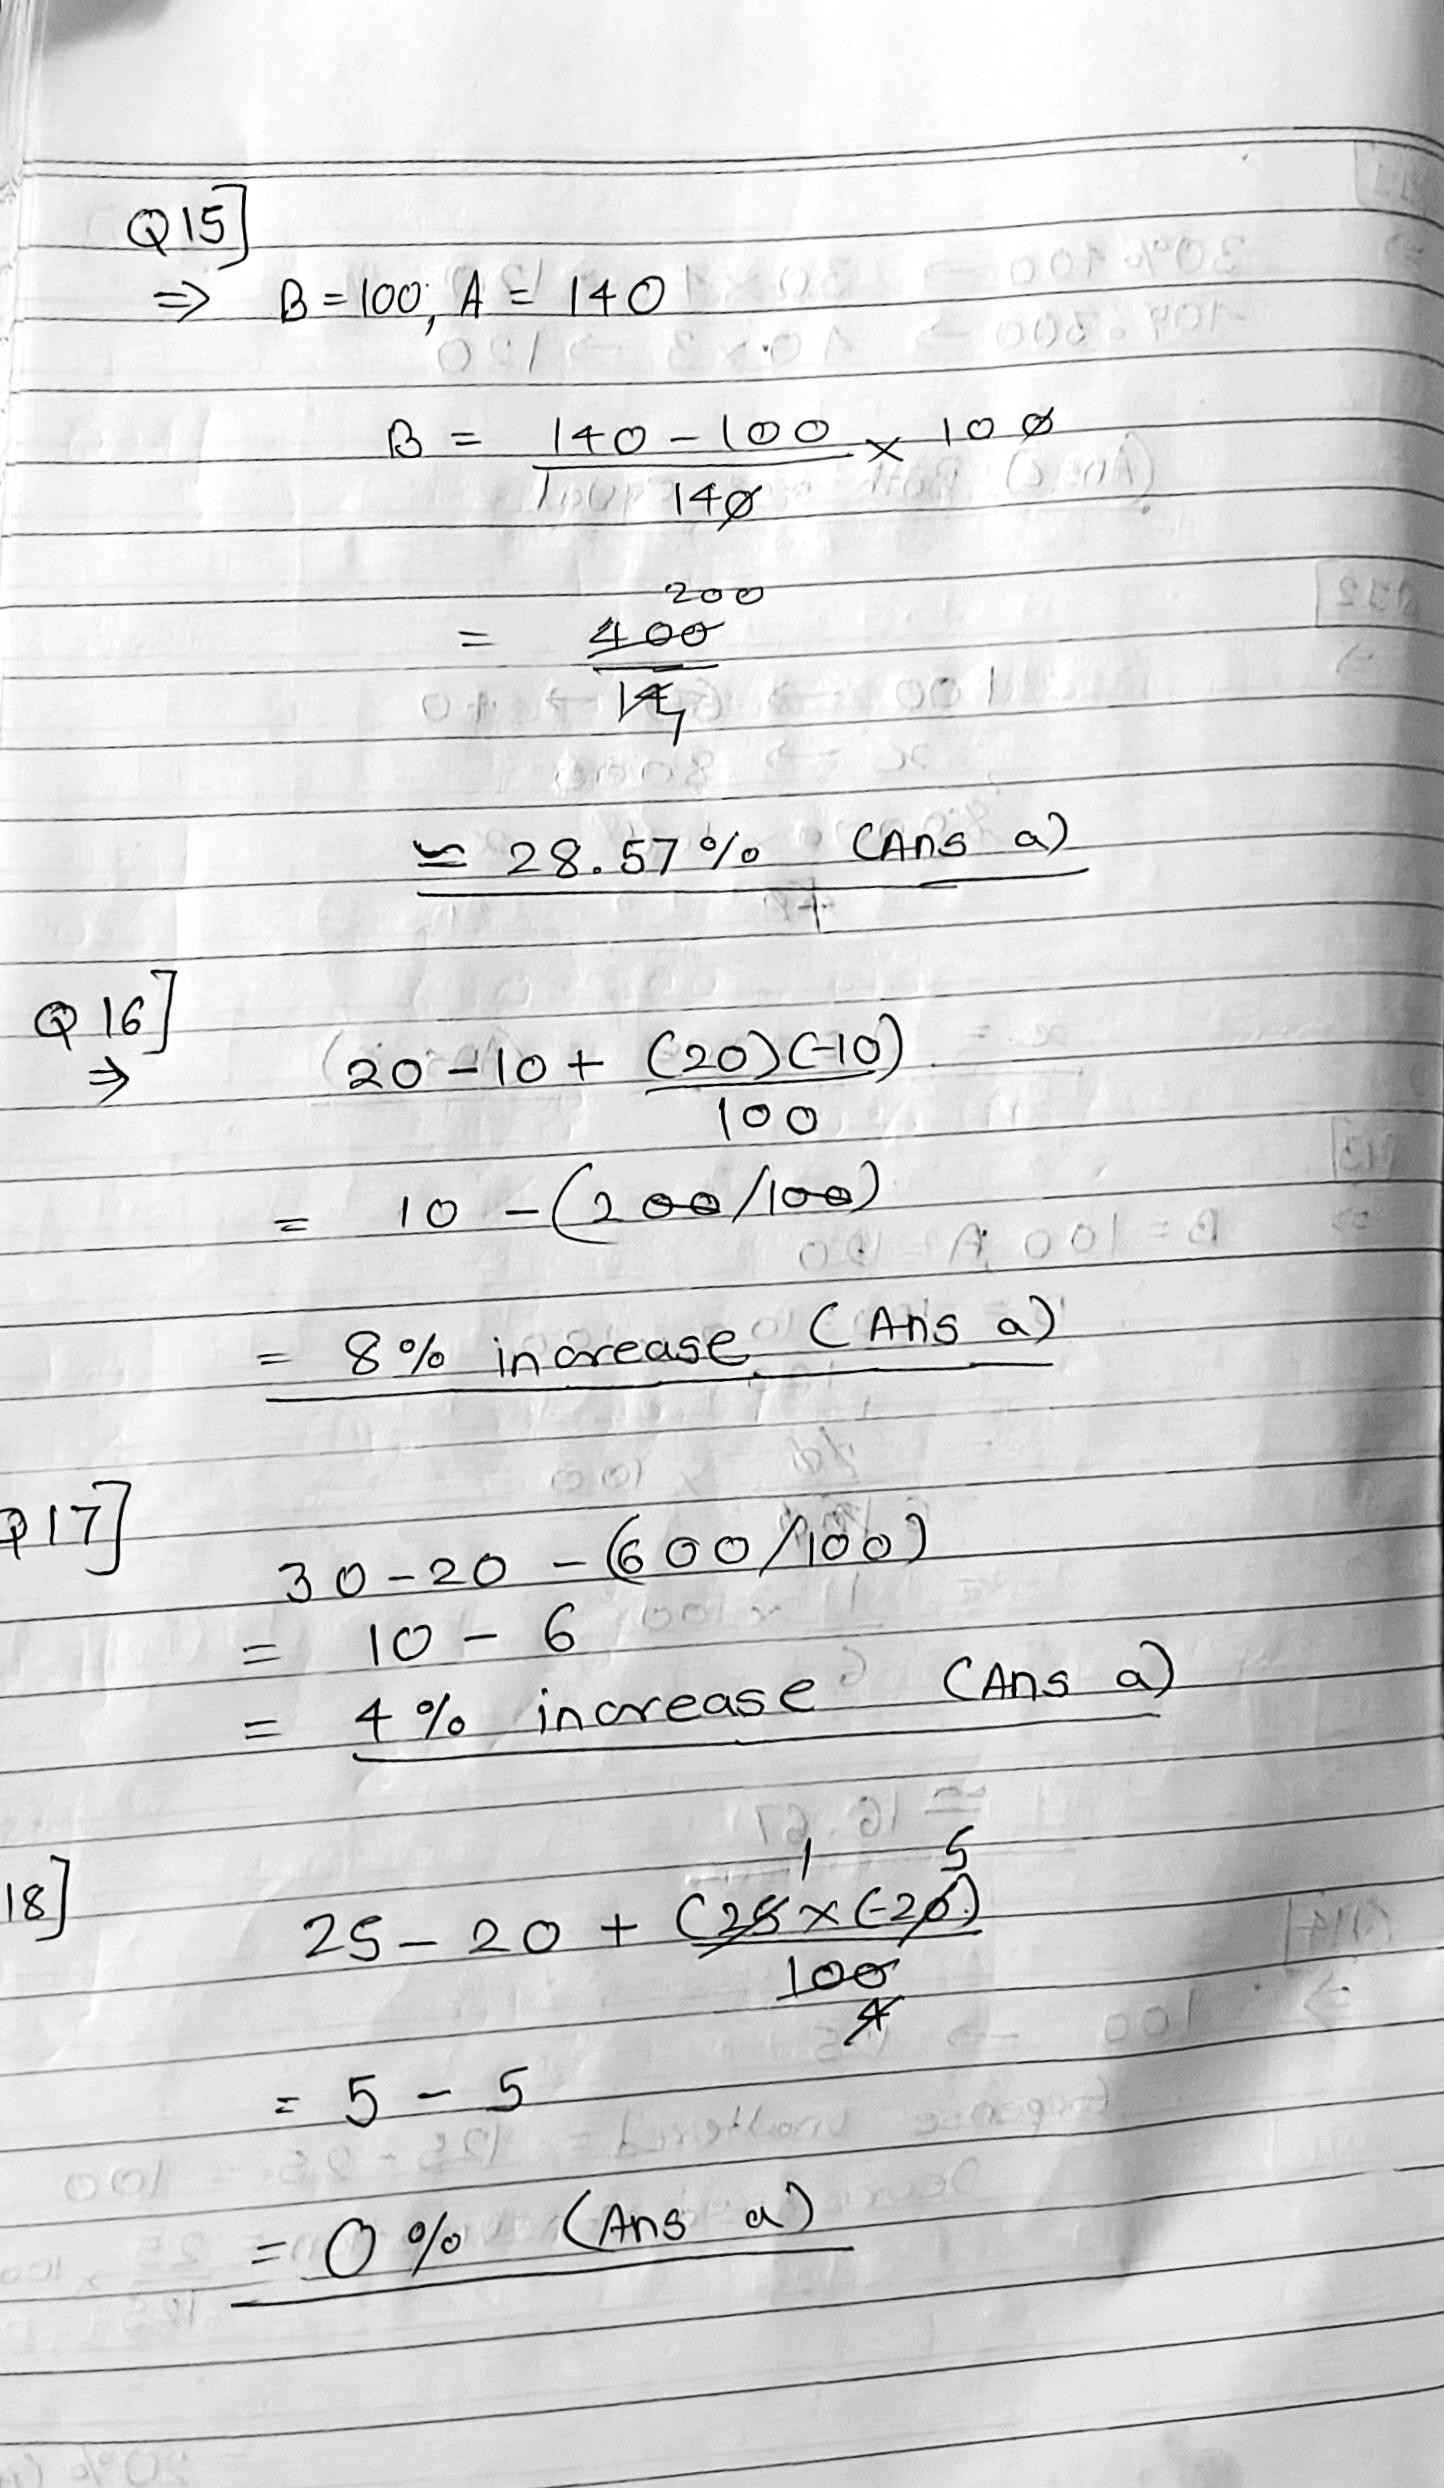 Q15]
⇒ B = 100, A = 140
B = 140 - 100 × 100
140
200
= 400
14
7
≃ 28.57% (Ans a)
Q16]
⇒ 20 - 10 + (20)(-10)
100
= 10 - (200/100)
= 8% increase (Ans a)
Q17]
30 - 20 - (600/100)
= 10 - 6
= 4% increase (Ans a)
18]
1 5
25 - 20 + (25 × (-20))
100
4
= 5 - 5
= 0% (Ans a)